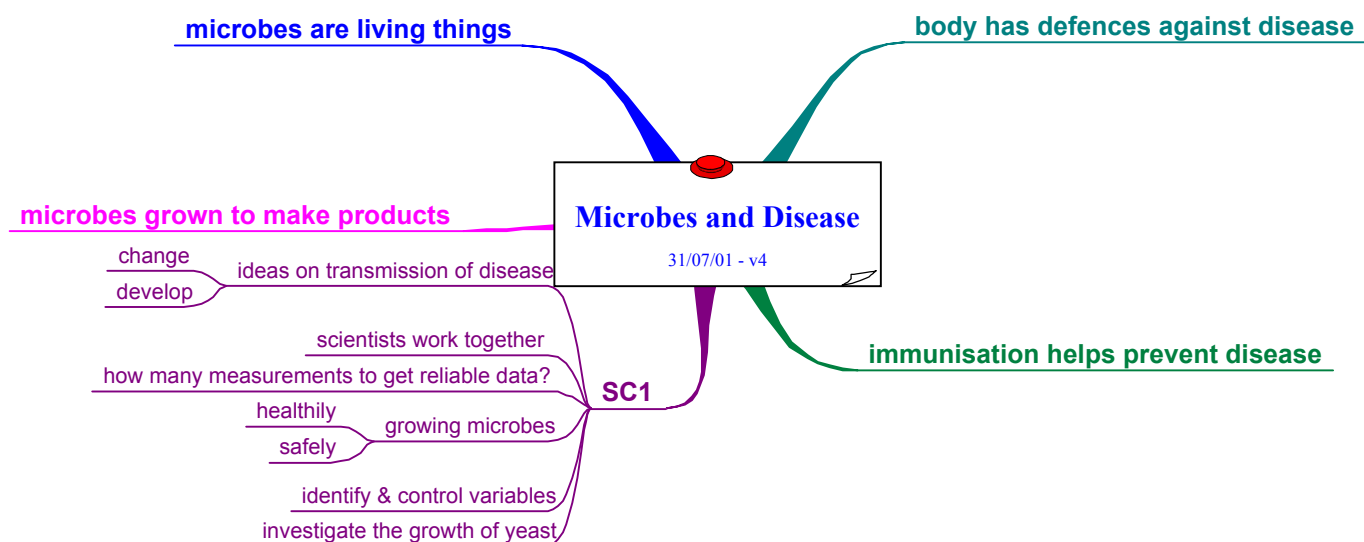 microbes are living things
body has defences against disease
Microbes and Disease
31/07/01 - v4
microbes grown to make products
change
develop
ideas on transmission of disease
scientists work together
how many measurements to get reliable data?
healthily
safely
growing microbes
identify & control variables
investigate the growth of yeast
SC1
immunisation helps prevent disease